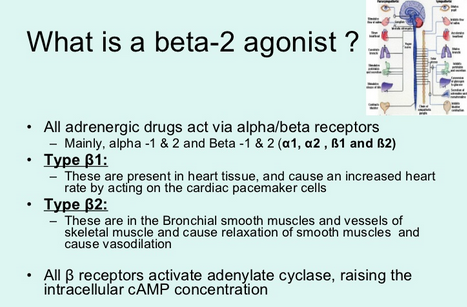 What is a beta-2 agonist ?
• All adrenergic drugs act via alpha/beta receptors
– Mainly, alpha -1 & 2 and Beta -1 & 2 (α1, α2 , ß1 and ß2)
• Type β1:
– These are present in heart tissue, and cause an increased heart
rate by acting on the cardiac pacemaker cells
• Type β2:
– These are in the Bronchial smooth muscles and vessels of
skeletal muscle and cause relaxation of smooth muscles and
cause vasodilation
• All β receptors activate adenylate cyclase, raising the
intracellular cAMP concentration